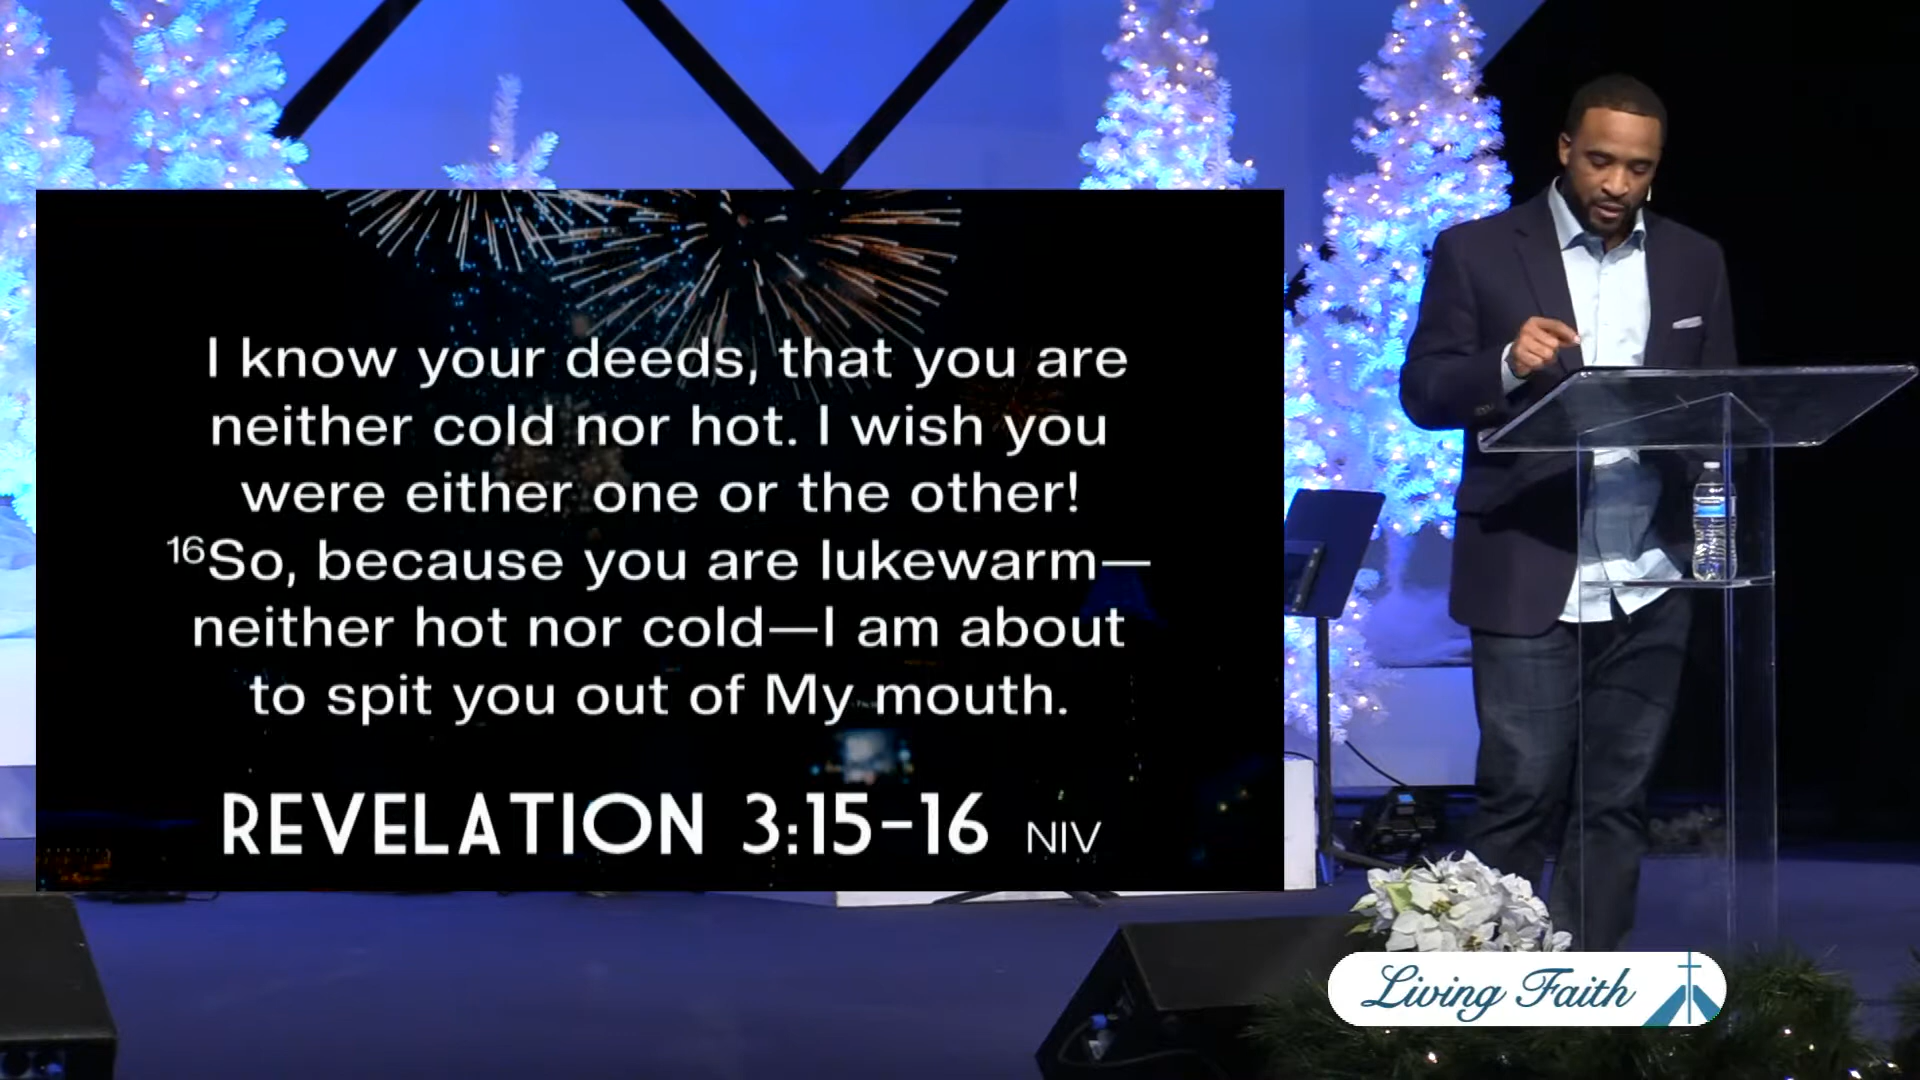 I know your deeds, that you are
neither cold nor hot. I wish you
were either one or the other!
16So, because you are lukewarm—
neither hot nor cold—I am about
to spit you out of My mouth.
REVELATION 3:15-16 NIV
Living Faith